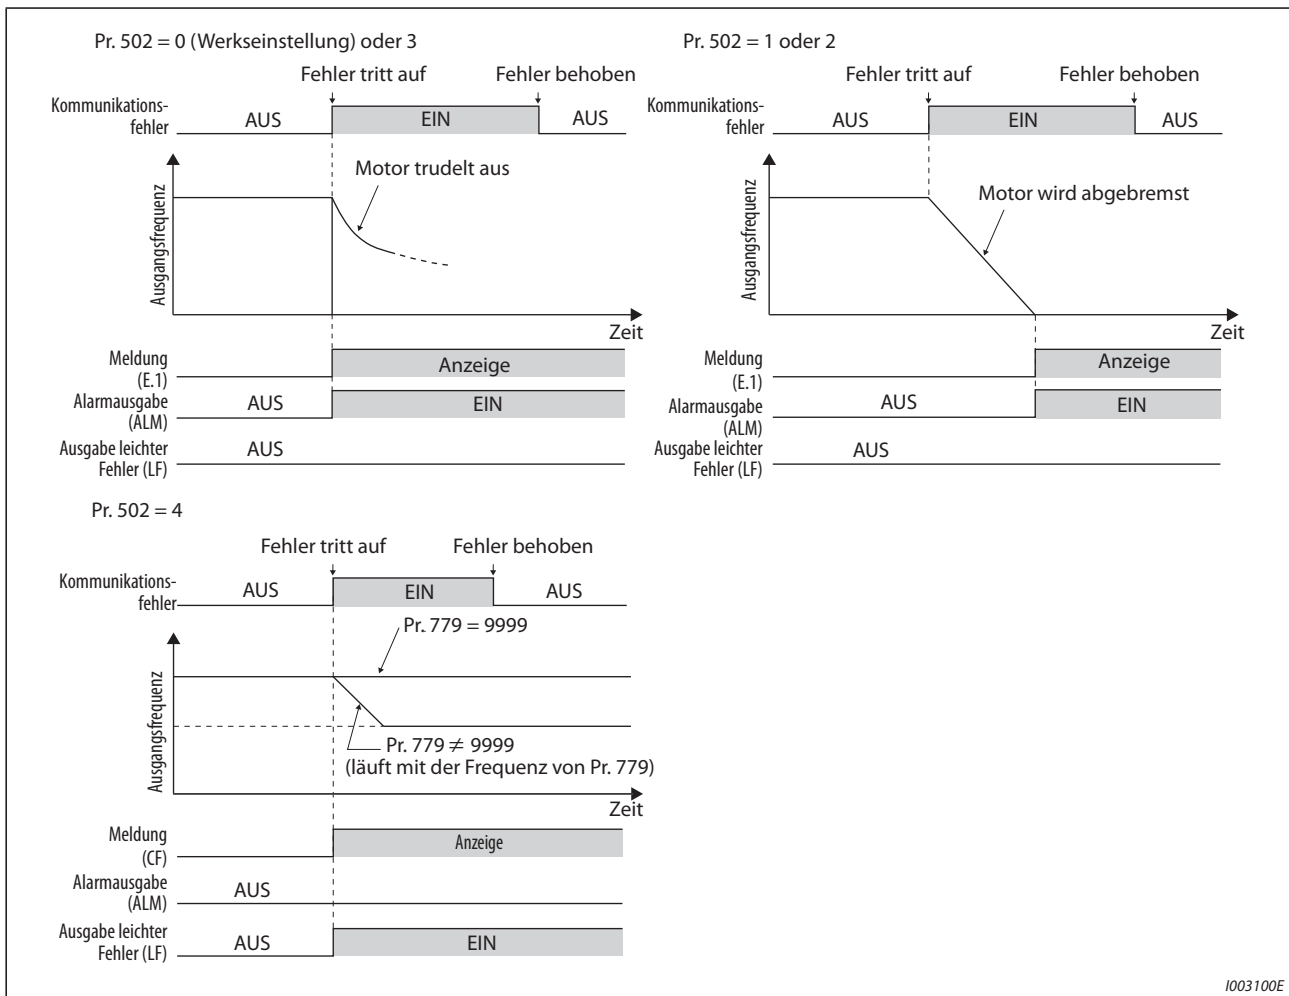 Pr. 502 = 0 (Werkseinstellung) oder 3
Fehler tritt auf
Fehler behoben
Kommunikations-
fehler
AUS
EIN
AUS
Motor trudelt aus
Ausgangsfrequenz
Zeit
Meldung
(E.1)
Anzeige
Alarmausgabe
(ALM)
AUS
EIN
Ausgabe leichter
Fehler (LF)
AUS
Pr. 502 = 1 oder 2
Fehler tritt auf
Fehler behoben
Kommunikations-
fehler
AUS
EIN
AUS
Motor wird abgebremst
Ausgangsfrequenz
Zeit
Meldung
(E.1)
Anzeige
Alarmausgabe
(ALM)
AUS
EIN
Ausgabe leichter
Fehler (LF)
AUS
Pr. 502 = 4
Fehler tritt auf
Fehler behoben
Kommunikations-
fehler
AUS
EIN
AUS
Pr. 779 = 9999
Ausgangsfrequenz
Pr. 779 ≠ 9999
(läuft mit der Frequenz von Pr. 779)
Zeit
Meldung
(CF)
Anzeige
Alarmausgabe
(ALM)
AUS
Ausgabe leichter
Fehler (LF)
AUS
EIN
I003100E